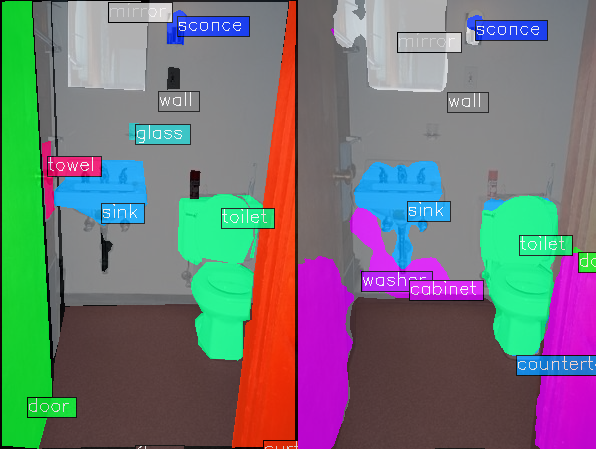 mirror
sconce
wall
glass
towel
sink
toilet
door
sconce
mirror
wall
sink
toilet
washer
cabinet